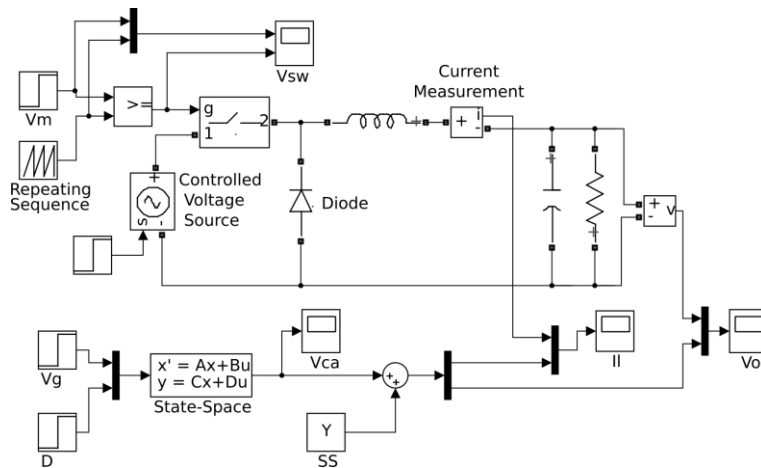 Vm
Repeating
Sequence
>=
Vsw
g
1
2
Controlled
Voltage
Source
+
-
s
Diode
Current
Measurement
+
i
-
+
-
v
Vg
D
x' = Ax+Bu
y = Cx+Du
State-Space
Vca
+
+
Y
SS
Il
Vo